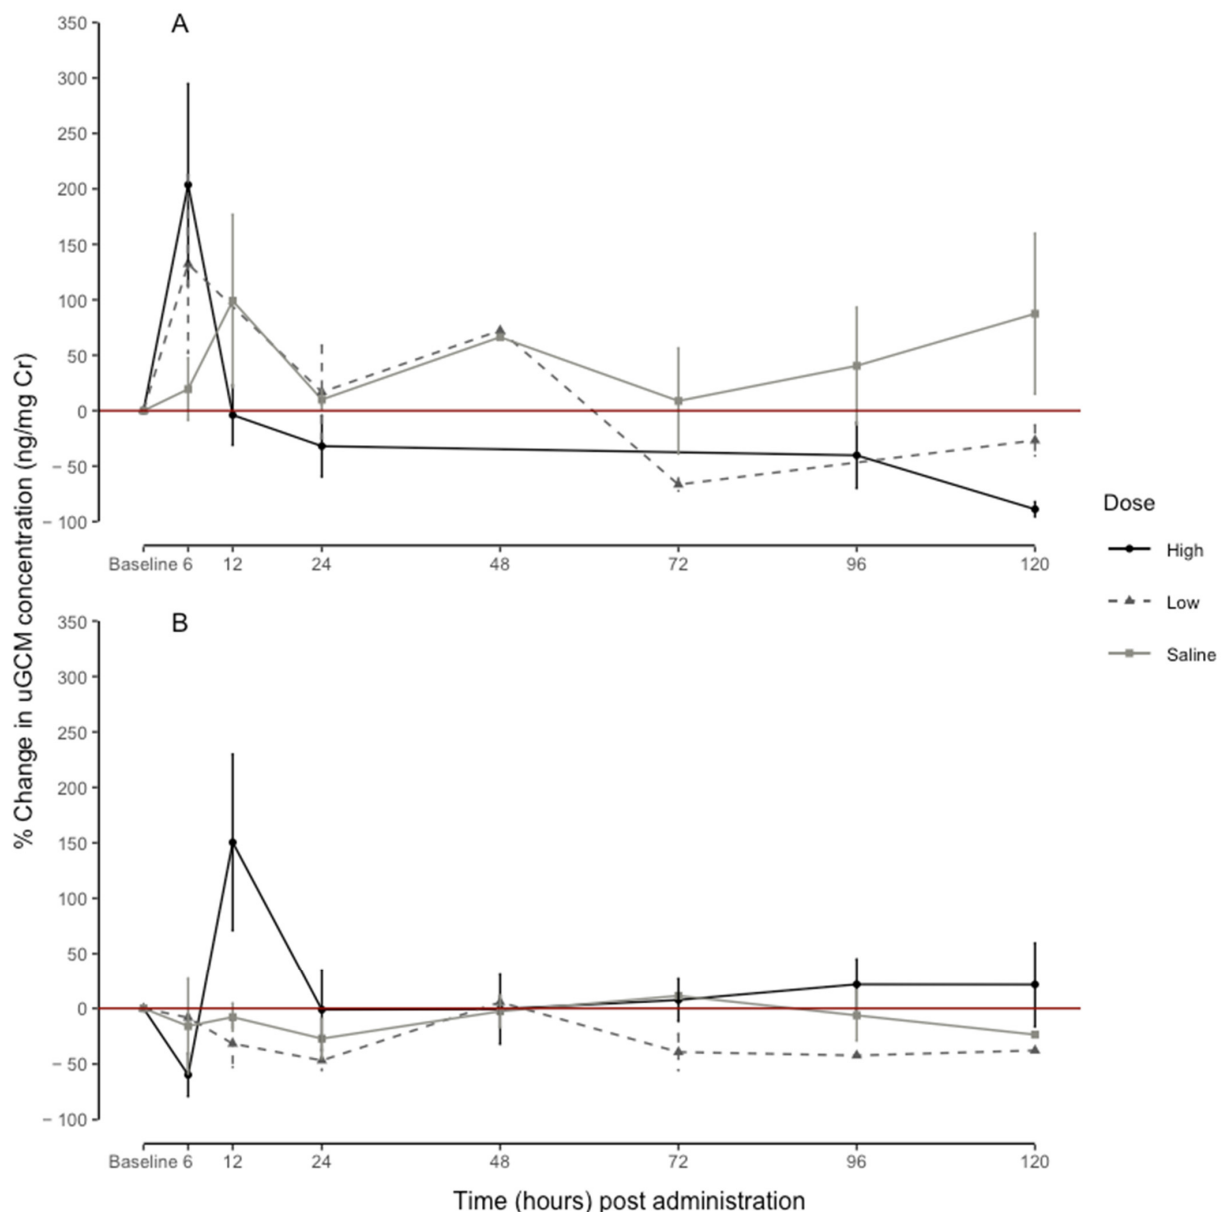 A
350
300
250
200
150
100
50
0
− 50
− 100
Baseline 6 12 24 48 72 96 120
% Change in uGCM concentration (ng/mg Cr)
Dose
High
Low
Saline
B
350
300
250
200
150
100
50
0
− 50
− 100
Baseline 6 12 24 48 72 96 120
Time (hours) post administration